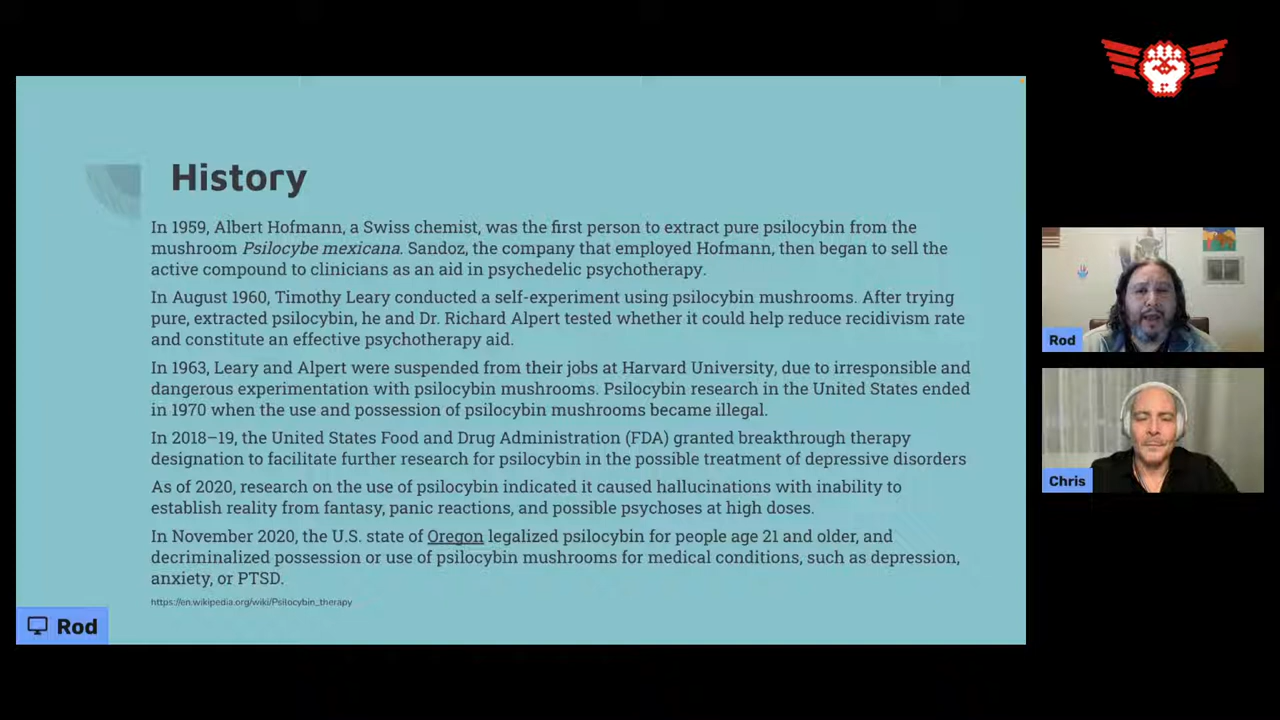 History
In 1959, Albert Hofmann, a Swiss chemist, was the first person to extract pure psilocybin from the
mushroom Psilocybe mexicana. Sandoz, the company that employed Hofmann, then began to sell the
active compound to clinicians as an aid in psychedelic psychotherapy.
In August 1960, Timothy Leary conducted a self-experiment using psilocybin mushrooms. After trying
pure, extracted psilocybin, he and Dr. Richard Alpert tested whether it could help reduce recidivism rate
and constitute an effective psychotherapy aid.
In 1963, Leary and Alpert were suspended from their jobs at Harvard University, due to irresponsible and
dangerous experimentation with psilocybin mushrooms. Psilocybin research in the United States ended
in 1970 when the use and possession of psilocybin mushrooms became illegal.
In 2018–19, the United States Food and Drug Administration (FDA) granted breakthrough therapy
designation to facilitate further research for psilocybin in the possible treatment of depressive disorders
As of 2020, research on the use of psilocybin indicated it caused hallucinations with inability to
establish reality from fantasy, panic reactions, and possible psychoses at high doses.
In November 2020, the U.S. state of Oregon legalized psilocybin for people age 21 and older, and
decriminalized possession or use of psilocybin mushrooms for medical conditions, such as depression,
anxiety, or PTSD.
https://en.wikipedia.org/wiki/Psilocybin_therapy
Rod
Rod
Chris